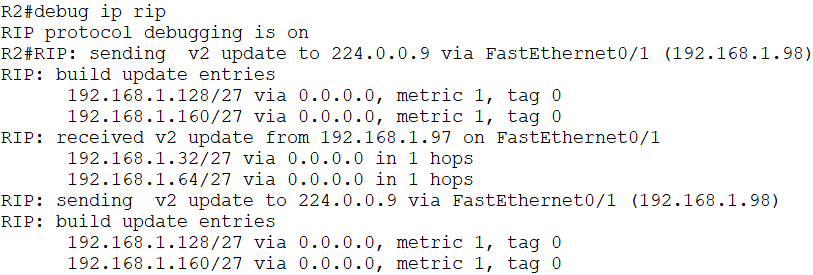 R2#debug ip rip
RIP protocol debugging is on
R2#RIP: sending  v2 update to 224.0.0.9 via FastEthernet0/1 (192.168.1.98)
RIP: build update entries
      192.168.1.128/27 via 0.0.0.0, metric 1, tag 0
      192.168.1.160/27 via 0.0.0.0, metric 1, tag 0
RIP: received v2 update from 192.168.1.97 on FastEthernet0/1
      192.168.1.32/27 via 0.0.0.0 in 1 hops
      192.168.1.64/27 via 0.0.0.0 in 1 hops
RIP: sending  v2 update to 224.0.0.9 via FastEthernet0/1 (192.168.1.98)
RIP: build update entries
      192.168.1.128/27 via 0.0.0.0, metric 1, tag 0
      192.168.1.160/27 via 0.0.0.0, metric 1, tag 0